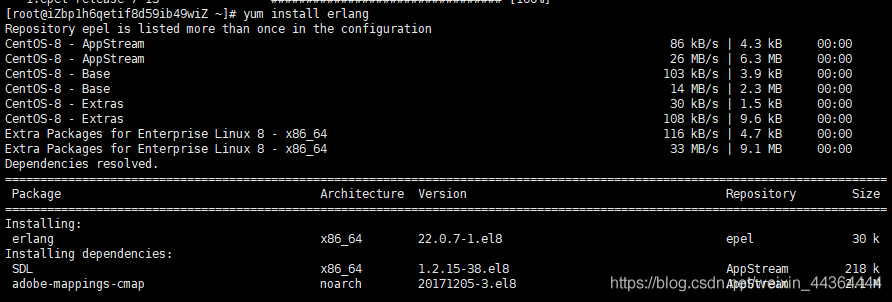 [root@iZbp1h6qetif8d59ib49wiZ ~]# yum install erlang
Repository epel is listed more than once in the configuration
CentOS-8 - AppStream 86 kB/s | 4.3 kB 00:00
CentOS-8 - AppStream 26 MB/s | 6.3 MB 00:00
CentOS-8 - Base 103 kB/s | 3.9 kB 00:00
CentOS-8 - Base 14 MB/s | 2.3 MB 00:00
CentOS-8 - Extras 30 kB/s | 1.5 kB 00:00
CentOS-8 - Extras 108 kB/s | 9.6 kB 00:00
Extra Packages for Enterprise Linux 8 - x86_64 116 kB/s | 4.7 kB 00:00
Extra Packages for Enterprise Linux 8 - x86_64 33 MB/s | 9.1 MB 00:00
Dependencies resolved.
Package Architecture Version Repository Size
Installing:
erlang x86_64 22.0.7-1.el8 epel 30 k
Installing dependencies:
SDL x86_64 1.2.15-38.el8 AppStream 218 k
adobe-mappings-cmap noarch 20171205-3.el8 AppStream 2.1 M
https://blog.csdn.net/weixin_44364444